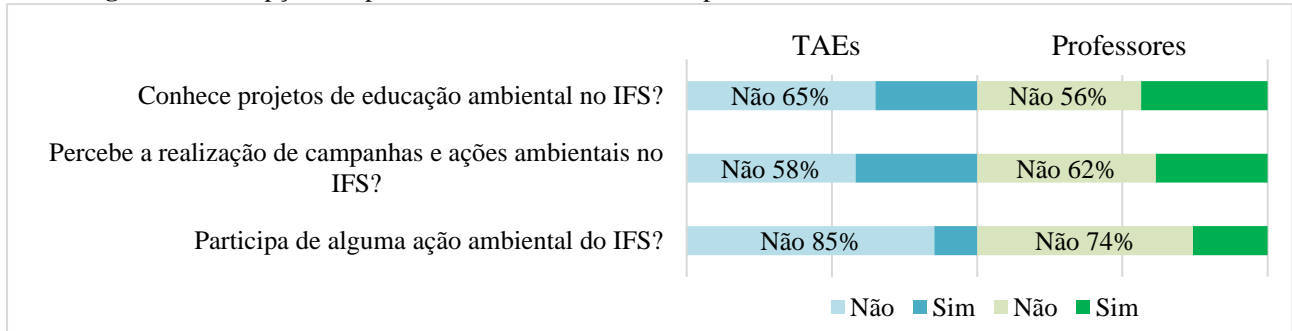 TAEs Professores
Conhece projetos de educação ambiental no IFS? Não 65% Não 56%
Percebe a realização de campanhas e ações ambientais no
IFS? Não 58% Não 62%
Participa de alguma ação ambiental do IFS? Não 85% Não 74%
Não Sim Não Sim